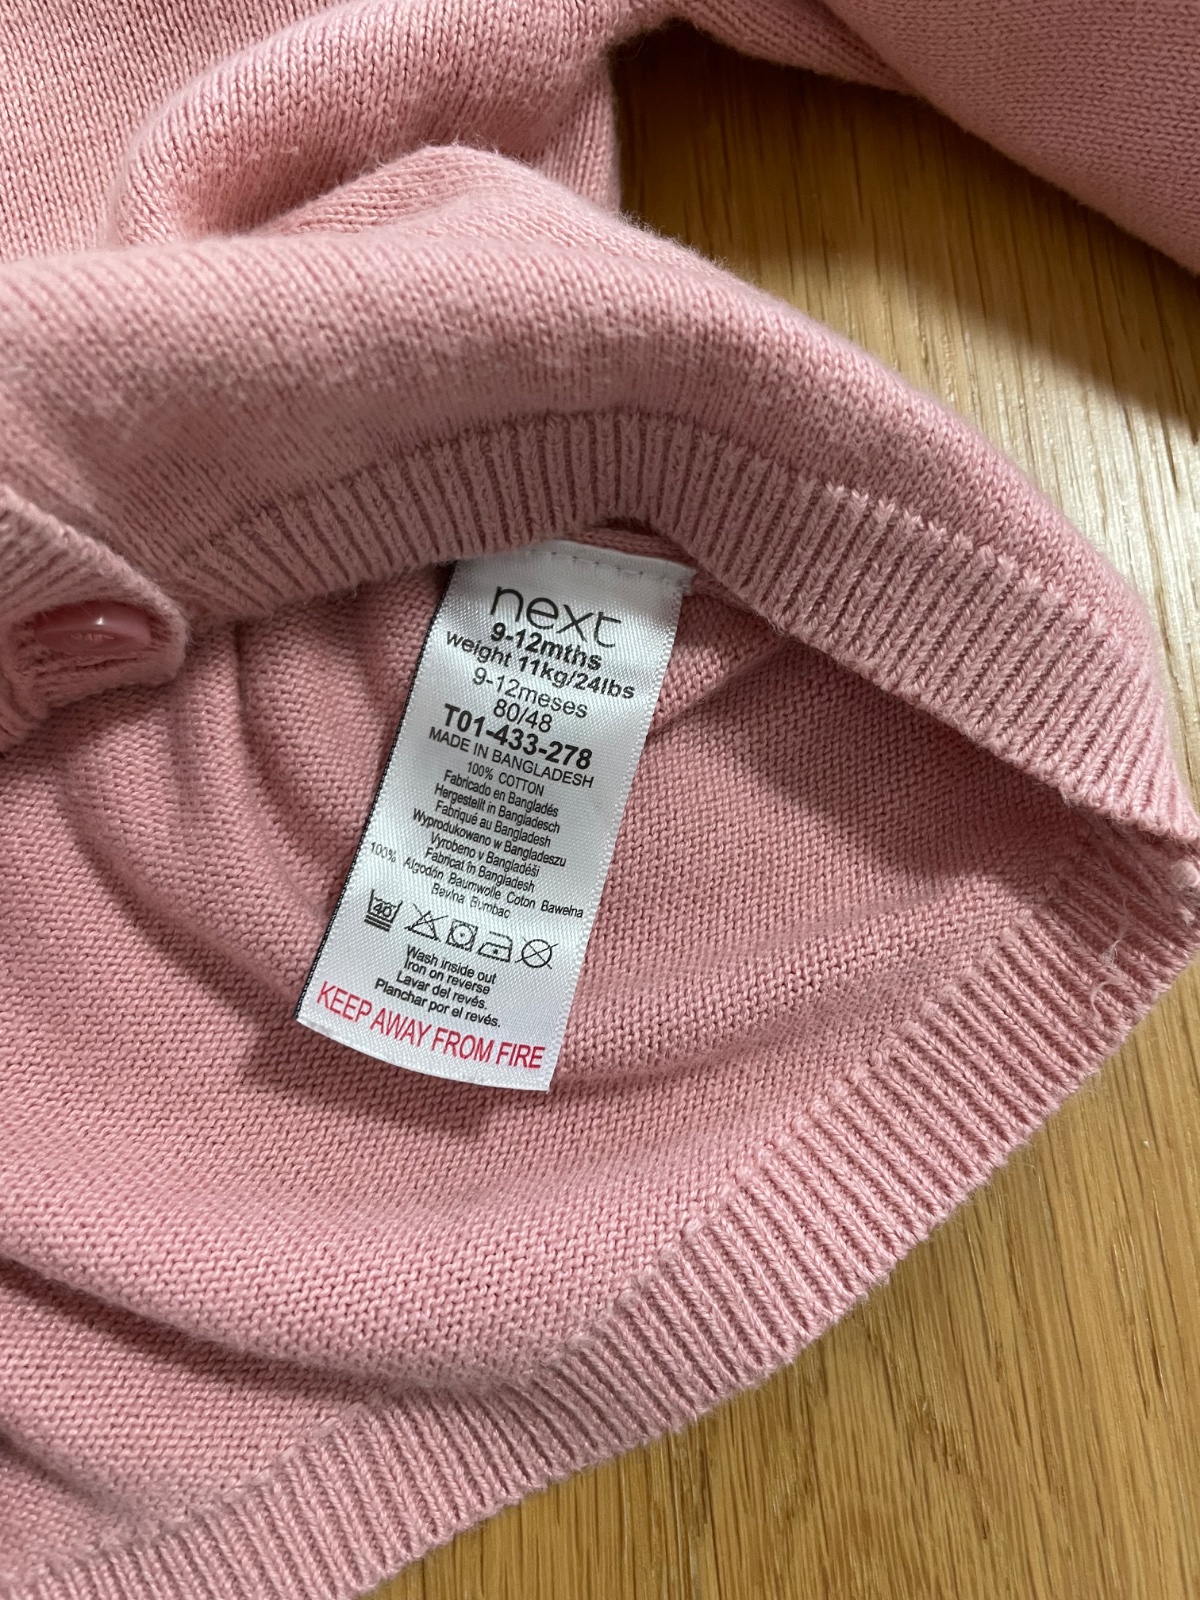 next
9-12mths
weight 11kg/24lbs
9-12meses
80/48
T01-433-278
MADE IN BANGLADESH
100% COTTON
Fabricado en Bangladés
Hergestellt in Bangladesch
Fabriqué au Bangladesh
Wyprodukowano w Bangladeszu
Vyrobeno v Bangladéši
Fabricat în Bangladesh
100% Algodón Baumwolle Coton Bawełna
Bavlna Bumbac
40
Wash inside out
Iron on reverse
Lavar del revés.
Planchar por el revés.
KEEP AWAY FROM FIRE